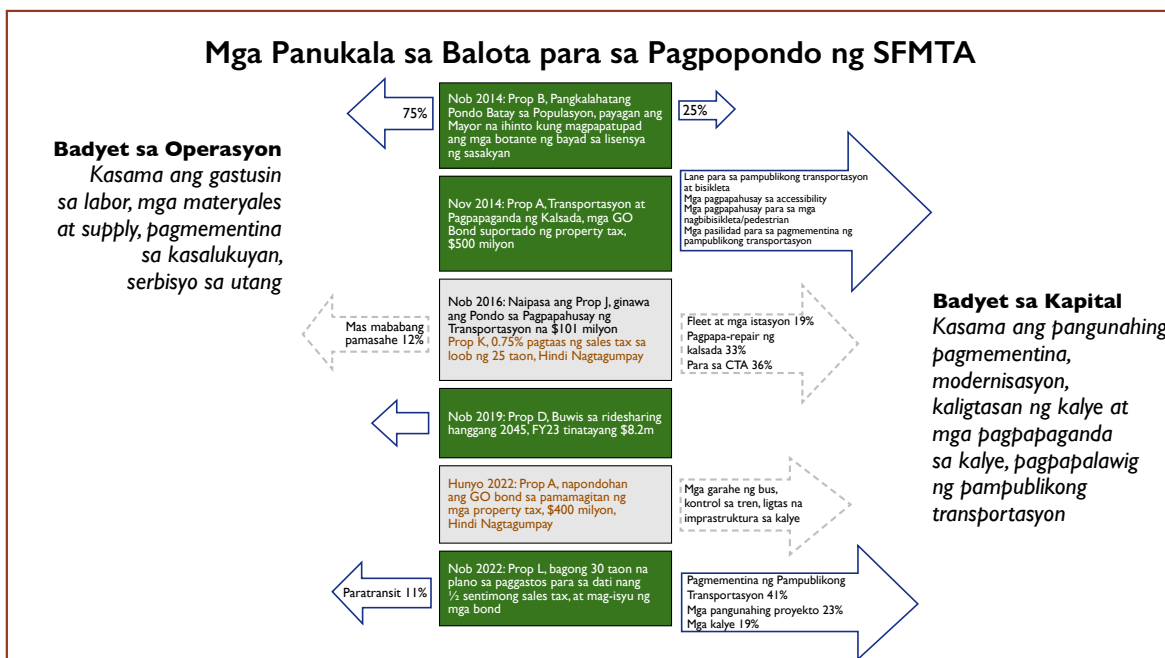 Mga Panukala sa Balota para sa Pagpopondo ng SFMTA
75%
Nob 2014: Prop B, Pangkalahatang
Pondo Batay sa Populasyon, payagan ang
Mayor na ihinto kung magpapatupad
ang mga botante ng bayad sa lisensya
ng sasakyan
25%
Badyet sa Operasyon
Kasama ang gastusin
sa labor, mga materyales
at supply, pagmementina
sa kasalukuyan,
serbisyo sa utang
Nov 2014: Prop A, Transportasyon at
Pagpapaganda ng Kalsada, mga GO
Bond suportado ng property tax,
$500 milyon
Lane para sa pampublikong transportasyon
at bisikleta
Mga pagpapahusay sa accessibility
Mga pagpapahusay para sa mga
nagbibisikleta/pedestrian
Mga pasilidad para sa pagmementina ng
pampublikong transportasyon
Mas mababang
pamasahe 12%
Nob 2016: Naipasa ang Prop J, ginawa
ang Pondo sa Pagpapahusay ng
Transportasyon na $101 milyon
Prop K, 0.75% pagtaas ng sales tax sa
loob ng 25 taon, Hindi Nagtagumpay
Fleet at mga istasyon 19%
Pagpapa-repair ng
kalsada 33%
Para sa CTA 36%
Badyet sa Kapital
Kasama ang pangunahing
pagmementina,
modernisasyon,
kaligtasan ng kalye at
mga pagpapaganda
sa kalye, pagpapalawig
ng pampublikong
transportasyon
Nob 2019: Prop D, Buwis sa ridesharing
hanggang 2045, FY23 tinatayang $8.2m
Hunyo 2022: Prop A, napondohan
ang GO bond sa pamamagitan ng
mga property tax, $400 milyon,
Hindi Nagtagumpay
Mga garahe ng bus,
kontrol sa tren, ligtas na
imprastruktura sa kalye
Paratransit 11%
Nob 2022: Prop L, bagong 30 taon na
plano sa paggastos para sa dati nang
½ sentimong sales tax, at mag-isyu ng
mga bond
Pagmementina ng Pampublikong
Transportasyon 41%
Mga pangunahing proyekto 23%
Mga kalye 19%